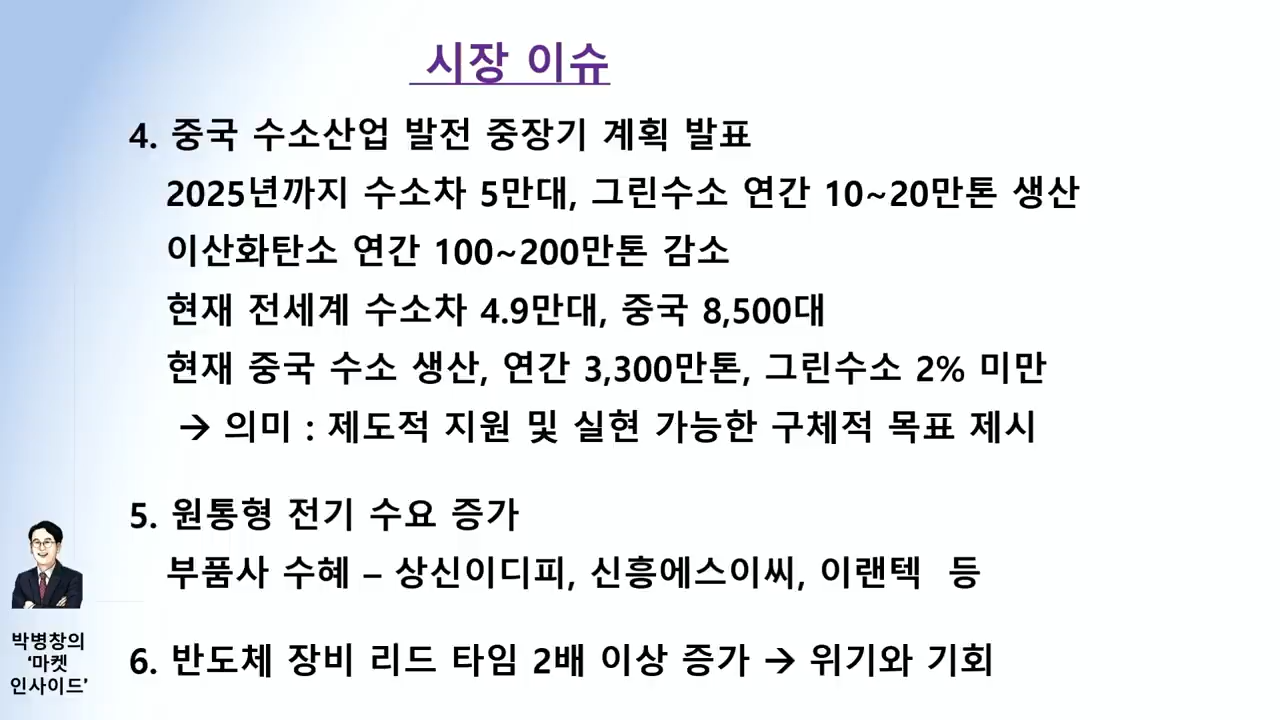 시장 이슈
4. 중국 수소산업 발전 중장기 계획 발표
2025년까지 수소차 5만대, 그린수소 연간 10~20만톤 생산
이산화탄소 연간 100~200만톤 감소
현재 전세계 수소차 4.9만대, 중국 8,500대
현재 중국 수소 생산, 연간 3,300만톤, 그린수소 2% 미만
→ 의미 : 제도적 지원 및 실현 가능한 구체적 목표 제시
5. 원통형 전기 수요 증가
부품사 수혜 – 상신이디피, 신흥에스이씨, 이랜텍 등
6. 반도체 장비 리드 타임 2배 이상 증가 → 위기와 기회
박병창의
‘마켓
인사이드’